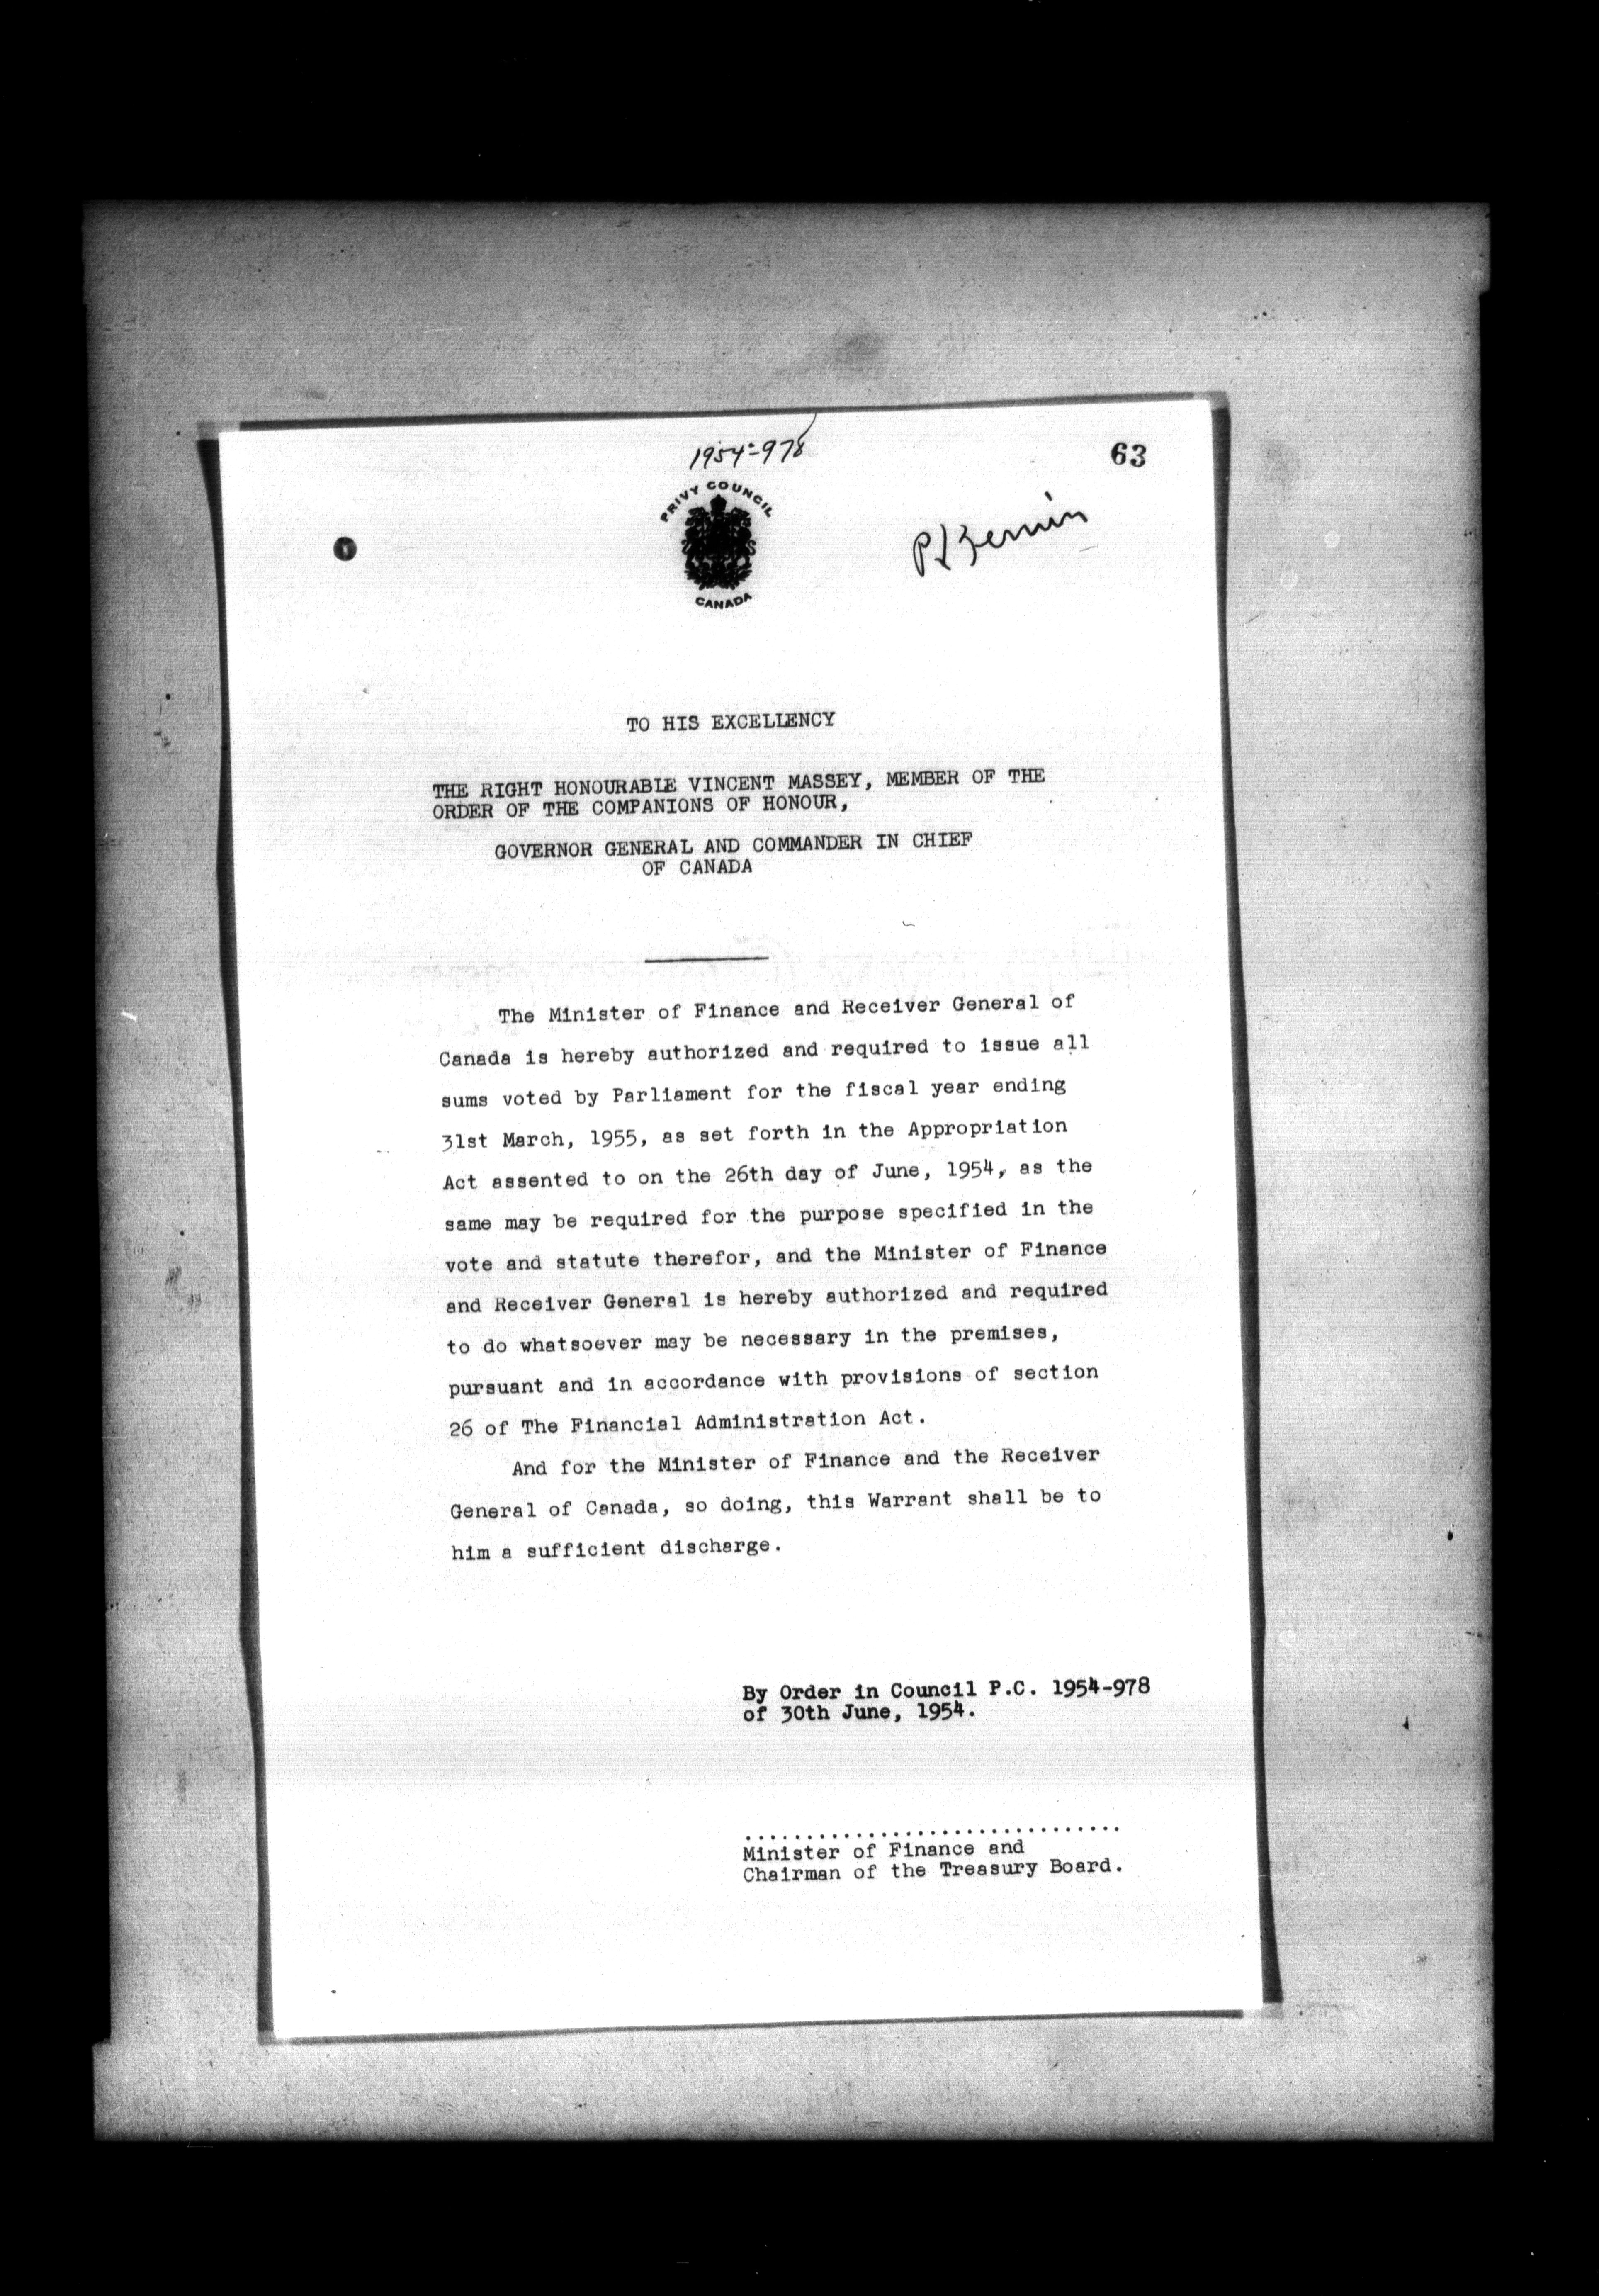 1954-978
63
PRIVY COUNCIL
CANADA
TO HIS EXCELLENCY
THE RIGHT HONOURABLE VINCENT MASSEY, MEMBER OF THE
ORDER OF THE COMPANIONS OF HONOUR,
GOVERNOR GENERAL AND COMMANDER IN CHIEF
OF CANADA
The Minister of Finance and Receiver General of
Canada is hereby authorized and required to issue all
sums voted by Parliament for the fiscal year ending
31st March, 1955, as set forth in the Appropriation
Act assented to on the 26th day of June, 1954, as the
same may be required for the purpose specified in the
vote and statute therefor, and the Minister of Finance
and Receiver General is hereby authorized and required
to do whatsoever may be necessary in the premises,
pursuant and in accordance with provisions of section
26 of The Financial Administration Act.
And for the Minister of Finance and the Receiver
General of Canada, so doing, this Warrant shall be to
him a sufficient discharge.
By Order in Council P.C. 1954-978
of 30th June, 1954.
...............................
Minister of Finance and
Chairman of the Treasury Board.